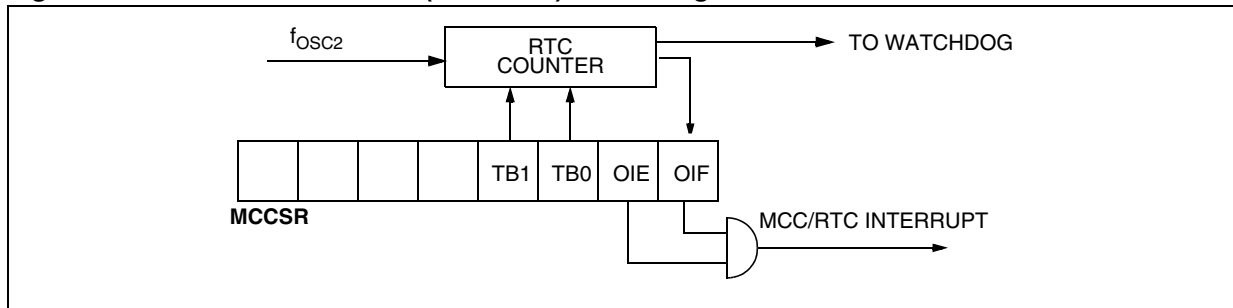 fOSC2
RTC
COUNTER
TO WATCHDOG
TB1 TB0 OIE OIF
MCCSR
MCC/RTC INTERRUPT